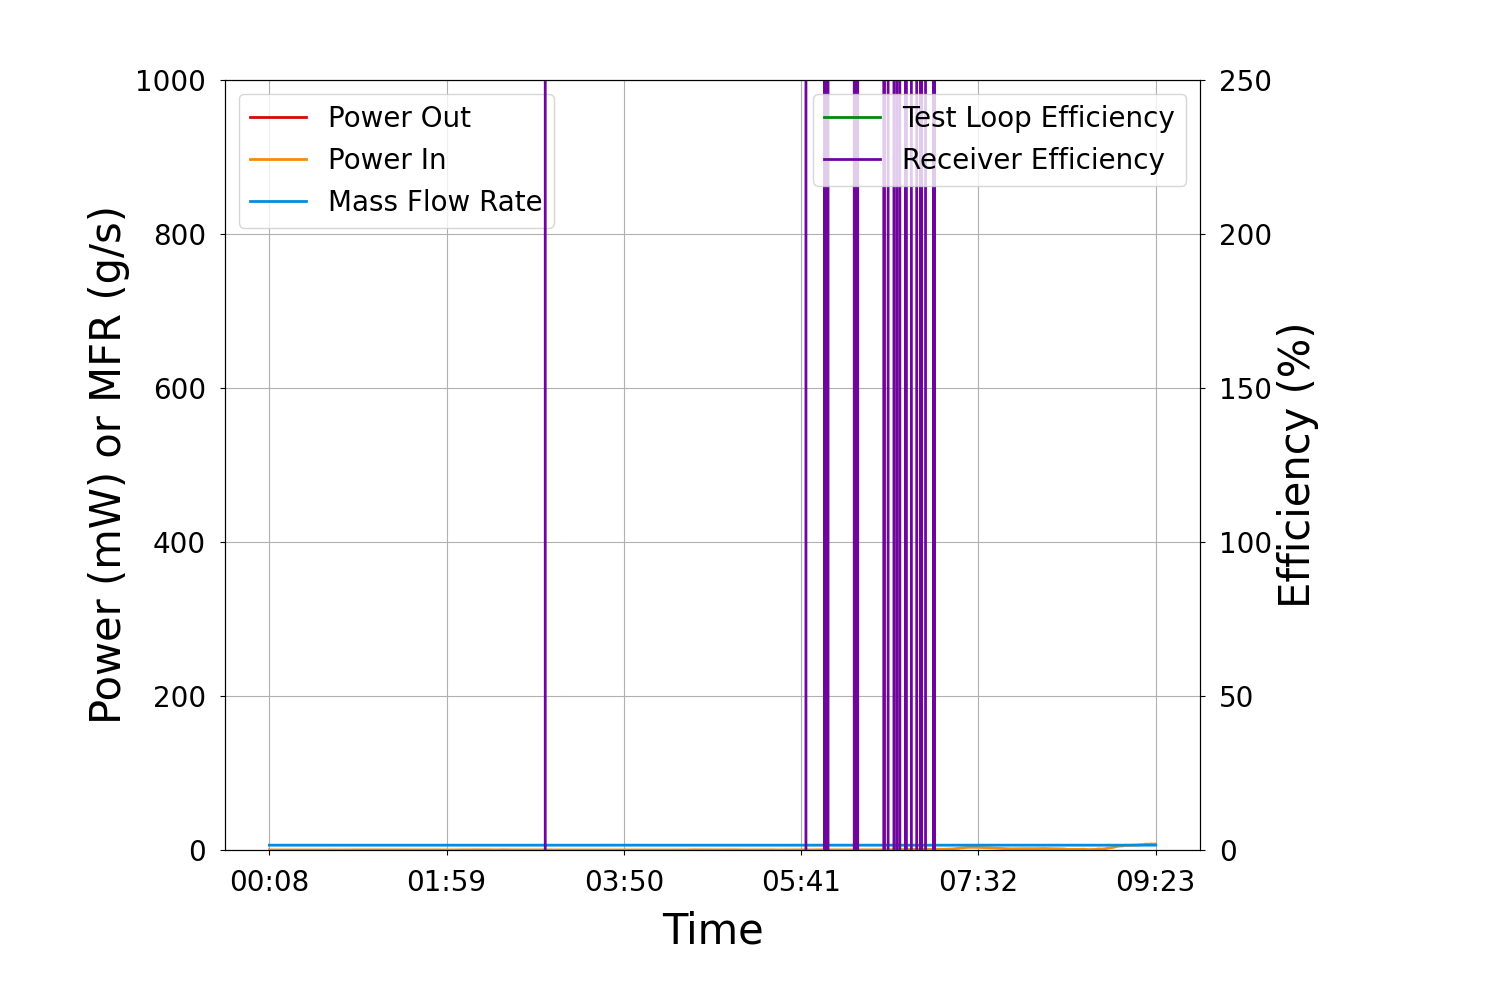 1000
800
600
400
200
0
Power (mW) or MFR (g/s)
Power Out
Power In
Mass Flow Rate
Test Loop Efficiency
Receiver Efficiency
250
200
150
100
50
0
Efficiency (%)
00:08 01:59 03:50 05:41 07:32 09:23
Time